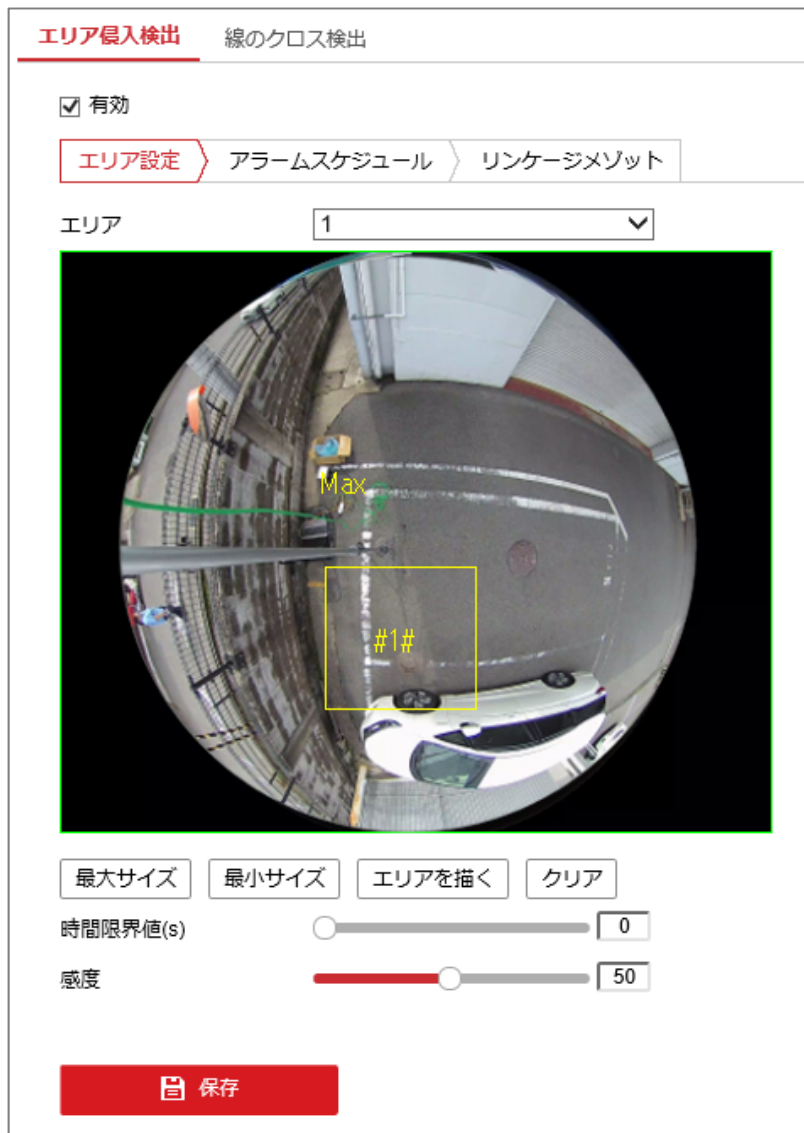 エリア侵入検出 線のクロス検出
有効
エリア設定 アラームスケジュール リンケージメゾット
エリア 1
Max
#1#
最大サイズ 最小サイズ エリアを描く クリア
時間限界値(s) 0
感度 50
保存